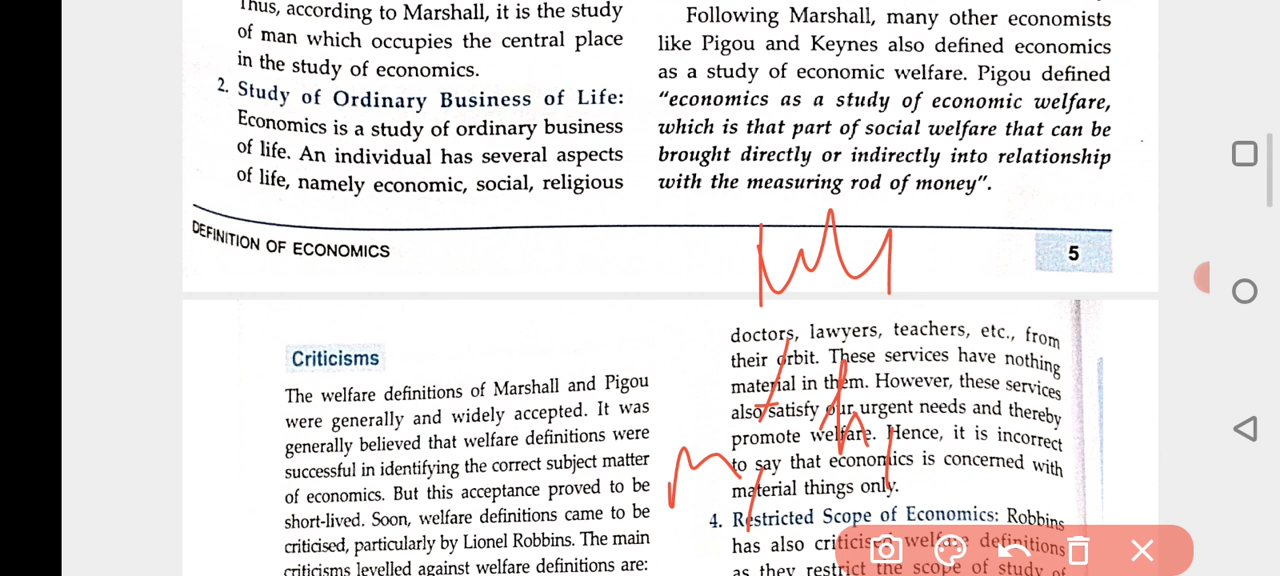 Thus, according to Marshall, it is the study
of man which occupies the central place
in the study of economics.
2. Study of Ordinary Business of Life:
Economics is a study of ordinary business
of life. An individual has several aspects
of life, namely economic, social, religious
Following Marshall, many other economists
like Pigou and Keynes also defined economics
as a study of economic welfare. Pigou defined
“economics as a study of economic welfare,
which is that part of social welfare that can be
brought directly or indirectly into relationship
with the measuring rod of money”.
DEFINITION OF ECONOMICS
5
Criticisms
The welfare definitions of Marshall and Pigou
were generally and widely accepted. It was
generally believed that welfare definitions were
successful in identifying the correct subject matter
of economics. But this acceptance proved to be
short-lived. Soon, welfare definitions came to be
criticised, particularly by Lionel Robbins. The main
criticisms levelled against welfare definitions are:
doctors, lawyers, teachers, etc., from
their orbit. These services have nothing
material in them. However, these services
also satisfy our urgent needs and thereby
promote welfare. Hence, it is incorrect
to say that economics is concerned with
material things only.
4. Restricted Scope of Economics: Robbins
has also criticised welfare definitions
as they restrict the scope of study of